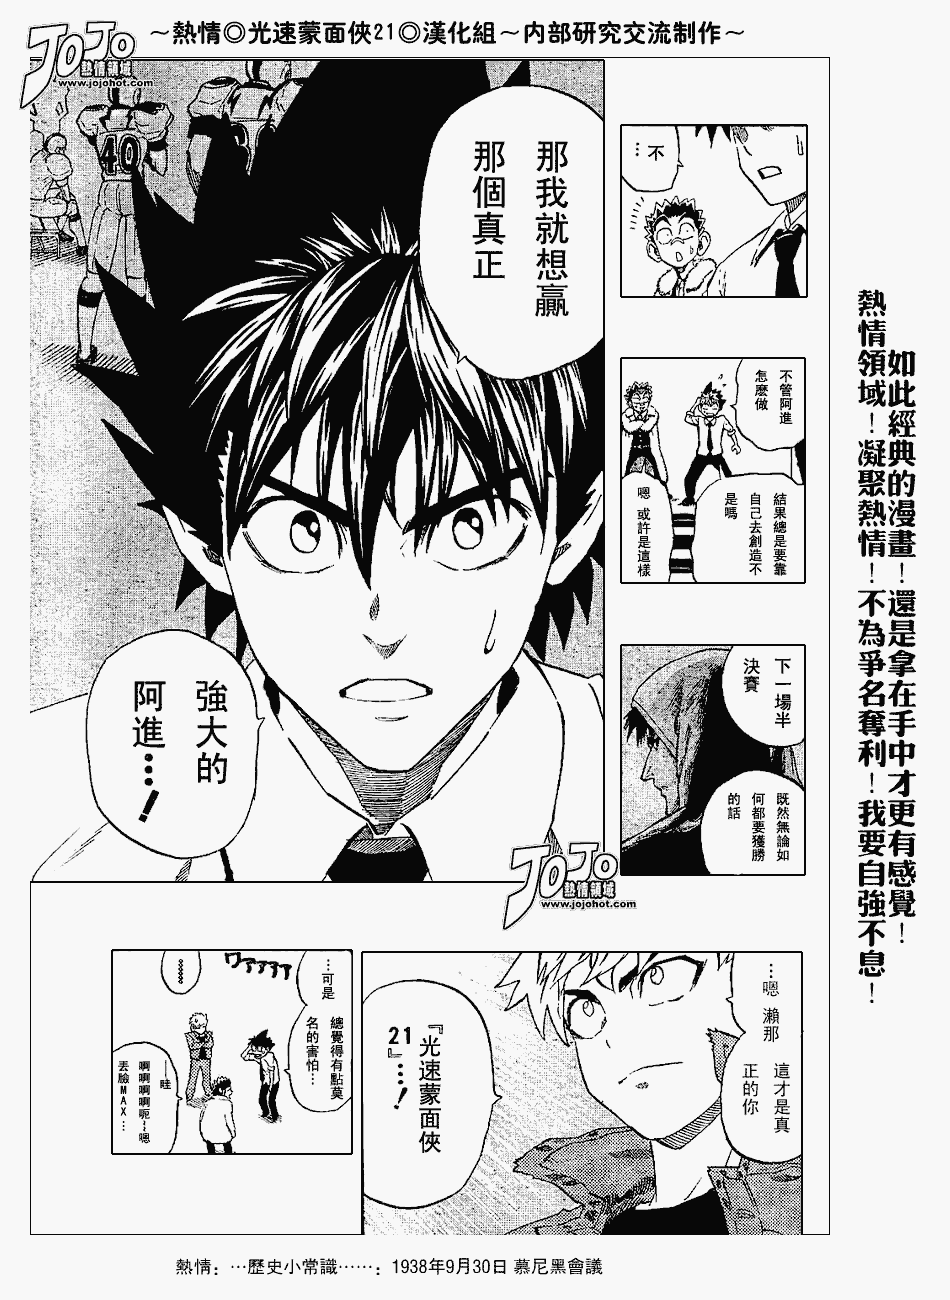 ～熱情◎光速蒙面俠21◎漢化組～内部研究交流制作～
JOJO
熱情領域
www.jojohot.com
不
…
不管阿進
怎麼做
結果總是要靠
自己去創造不
是嗎
嗯 或許是這樣
下一場半
決賽
既然無論如
何都要獲勝
的話
那我就想贏
那個真正
40
強大的
阿進…！
JOJO
熱情領域
www.jojohot.com
…嗯 瀨那
這才是真
正的你
『光速蒙面俠
21』…！
…可是
總覺得有點莫
名的害怕…
ワァァァァ
……
──哇
啊啊啊啊呃~嗯
丟臉MAX…
如此經典的漫畫！還是拿在手中才更有感覺！
熱情領域！凝聚熱情！不為爭名奪利！我要自強不息！
熱情：…歷史小常識……：1938年9月30日 慕尼黑會議